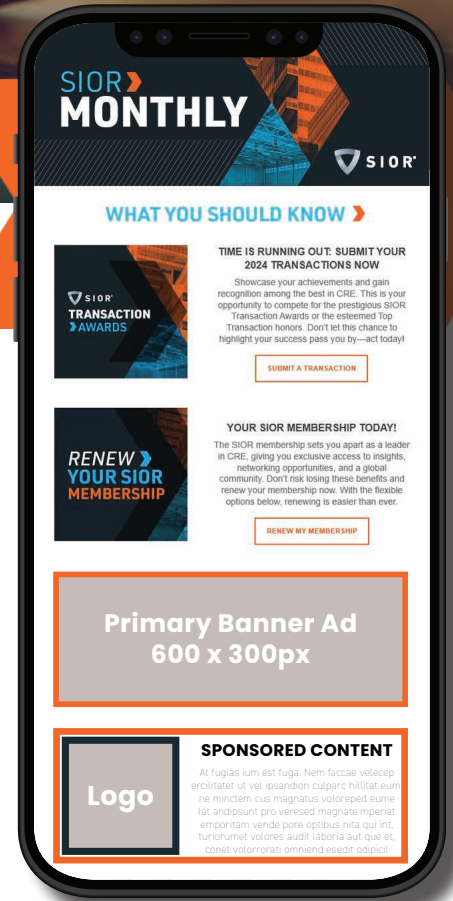 SIOR
MONTHLY
SIOR
WHAT YOU SHOULD KNOW
SIOR
TRANSACTION
AWARDS
TIME IS RUNNING OUT: SUBMIT YOUR
2024 TRANSACTIONS NOW
Showcase your achievements and gain
recognition among the best in CRE. This is your
opportunity to compete for the prestigious SIOR
Transaction Awards or the esteemed Top
Transaction honors. Don't let this chance to
highlight your success pass you by—act today!
SUBMIT A TRANSACTION
RENEW
YOUR SIOR
MEMBERSHIP
YOUR SIOR MEMBERSHIP TODAY!
The SIOR membership sets you apart as a leader
in CRE, giving you exclusive access to insights,
networking opportunities, and a global
community. Don't risk losing these benefits and
renew your membership now. With the flexible
options below, renewing is easier than ever.
RENEW MY MEMBERSHIP
Primary Banner Ad
600 x 300px
Logo
SPONSORED CONTENT
At fugias ium est fuga. Nem faccae velecep
ercilitatet ut vel ipsandion culparc hillitat eum
ne minctem cus magnatus voloreped eume
lat andipsunt pro veresed magnate mperiat
emporitam vende pore optibus nita qui int,
turiorumet volores audit laboria aut que et,
conet volorrorati omniend esedit odipicil